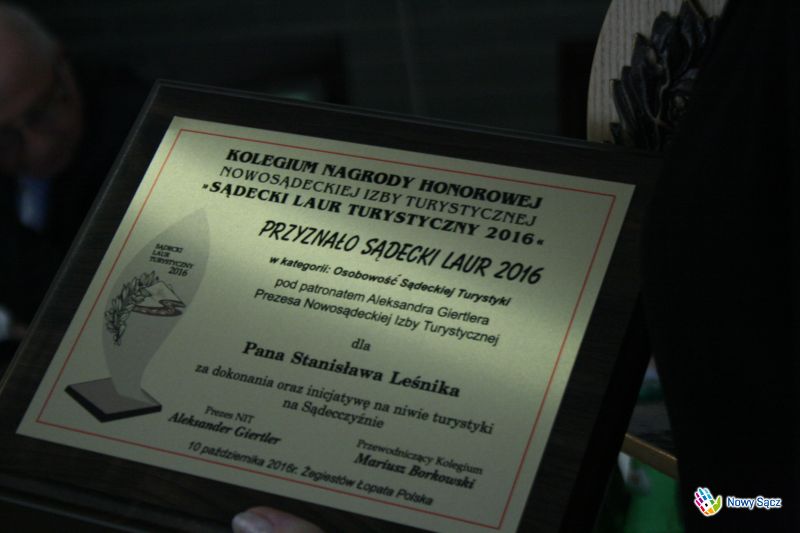 KOLEGIUM NAGRODY HONOROWEJ
NOWOSĄDECKIEJ IZBY TURYSTYCZNEJ
»SĄDECKI LAUR TURYSTYCZNY 2016«
PRZYZNAŁO SĄDECKI LAUR 2016
w kategorii: Osobowość Sądeckiej Turystyki
pod patronatem Aleksandra Giertlera
Prezesa Nowosądeckiej Izby Turystycznej
dla
Pana Stanisława Leśnika
za dokonania oraz inicjatywę na niwie turystyki
na Sądecczyźnie
Prezes NIT
Aleksander Giertler
Przewodniczący Kolegium
Mariusz Borkowski
10 października 2016r. Żegiestów Łopata Polska
SĄDECKI
LAUR
TURYSTYCZNY
2016
Nowy Sącz